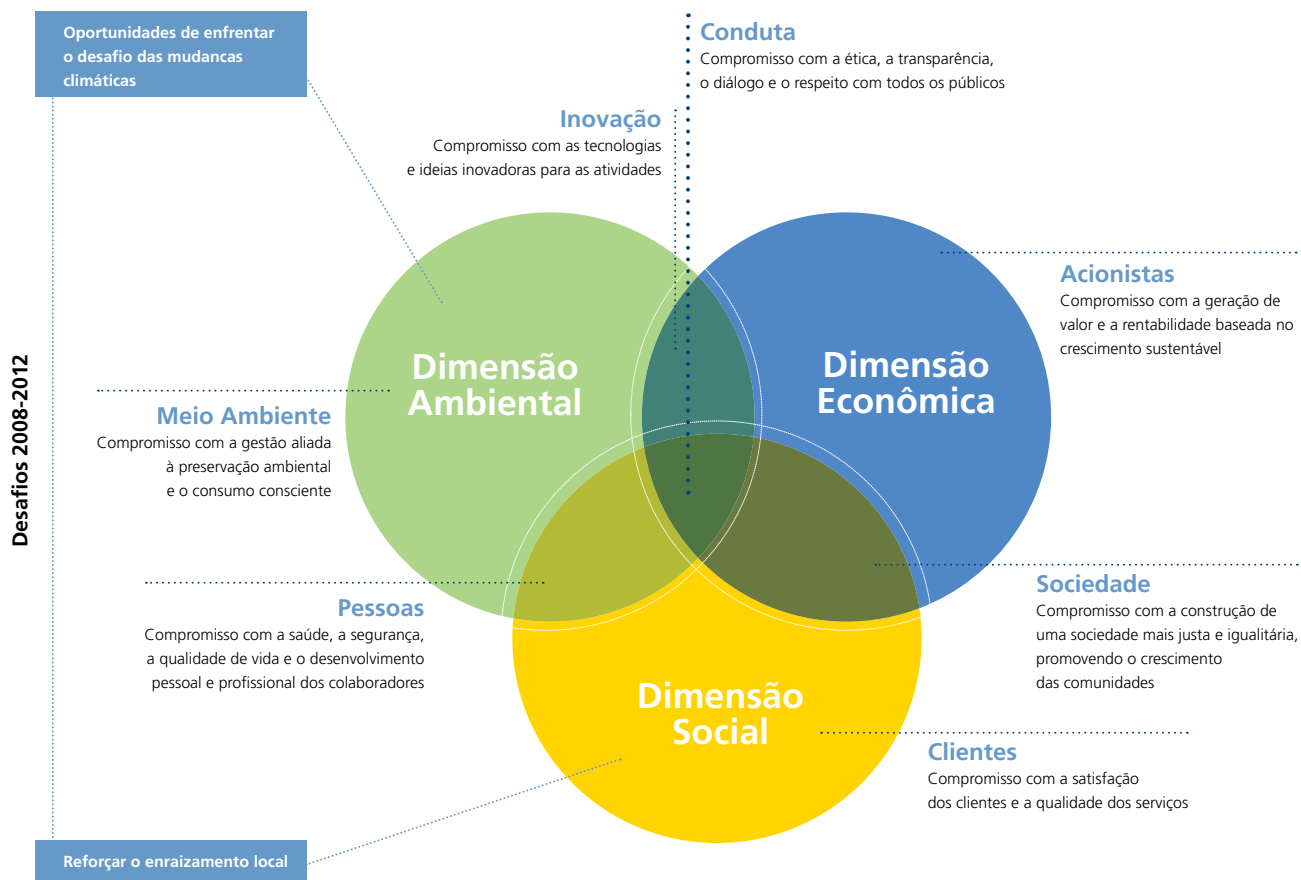 Oportunidades de enfrentar
o desafio das mudancas
climáticas
Conduta
Compromisso com a ética, a transparência,
o diálogo e o respeito com todos os públicos
Inovação
Compromisso com as tecnologias
e ideias inovadoras para as atividades
Acionistas
Compromisso com a geração de
valor e a rentabilidade baseada no
crescimento sustentável
Dimensão
Ambiental
Dimensão
Econômica
Desafios 2008-2012
Meio Ambiente
Compromisso com a gestão aliada
à preservação ambiental
e o consumo consciente
Pessoas
Compromisso com a saúde, a segurança,
a qualidade de vida e o desenvolvimento
pessoal e profissional dos colaboradores
Sociedade
Compromisso com a construção de
uma sociedade mais justa e igualitária,
promovendo o crescimento
das comunidades
Dimensão
Social
Clientes
Compromisso com a satisfação
dos clientes e a qualidade dos serviços
Reforçar o enraizamento local